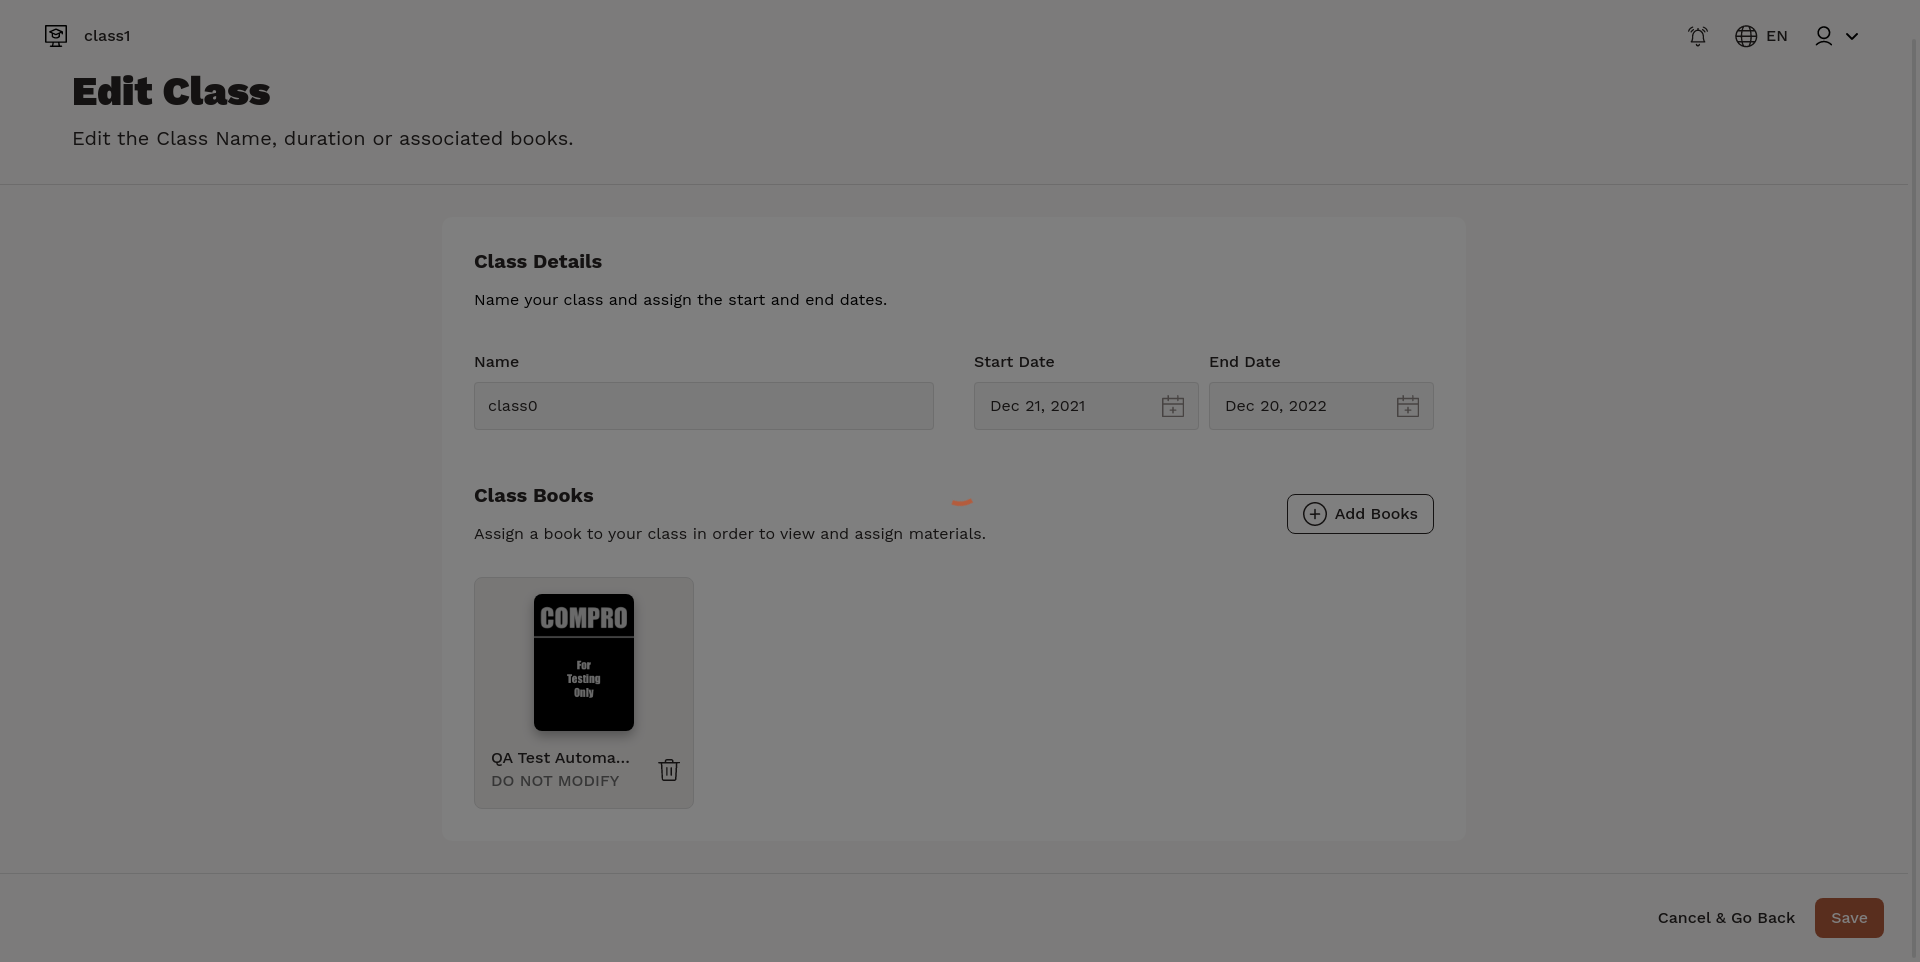 class1
EN
Edit Class
Edit the Class Name, duration or associated books.
Class Details
Name your class and assign the start and end dates.
Name
Start Date
End Date
class0
Dec 21, 2021
Dec 20, 2022
Class Books
Assign a book to your class in order to view and assign materials.
Add Books
COMPRO
For
Testing
Only
QA Test Automa...
DO NOT MODIFY
Cancel & Go Back
Save